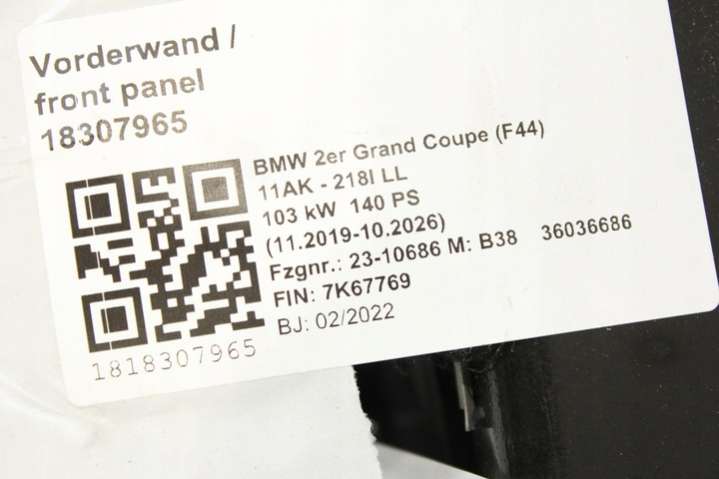 Vorderwand /
front panel
18307965
BMW 2er Grand Coupe (F44)
11AK - 218I LL
103 kW 140 PS
(11.2019-10.2026)
Fzgnr.: 23-10686 M: B38 36036686
FIN: 7K67769
BJ: 02/2022
1818307965